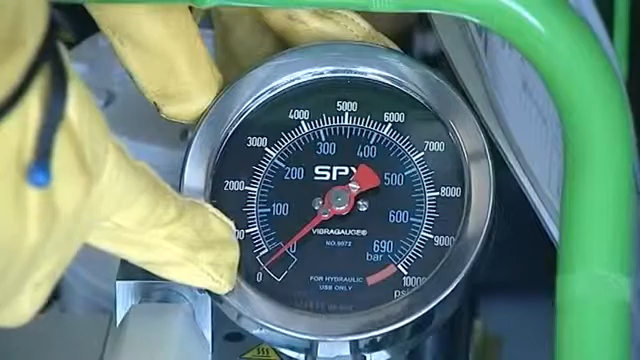 5000
4000 6000
3000 7000
300 400
200 500
SPX
2000 8000
100 600
VIBRAGAUGE®
NO.9072
9000
0 690
bar
0 10000
psi
FOR HYDRAULIC
USE ONLY